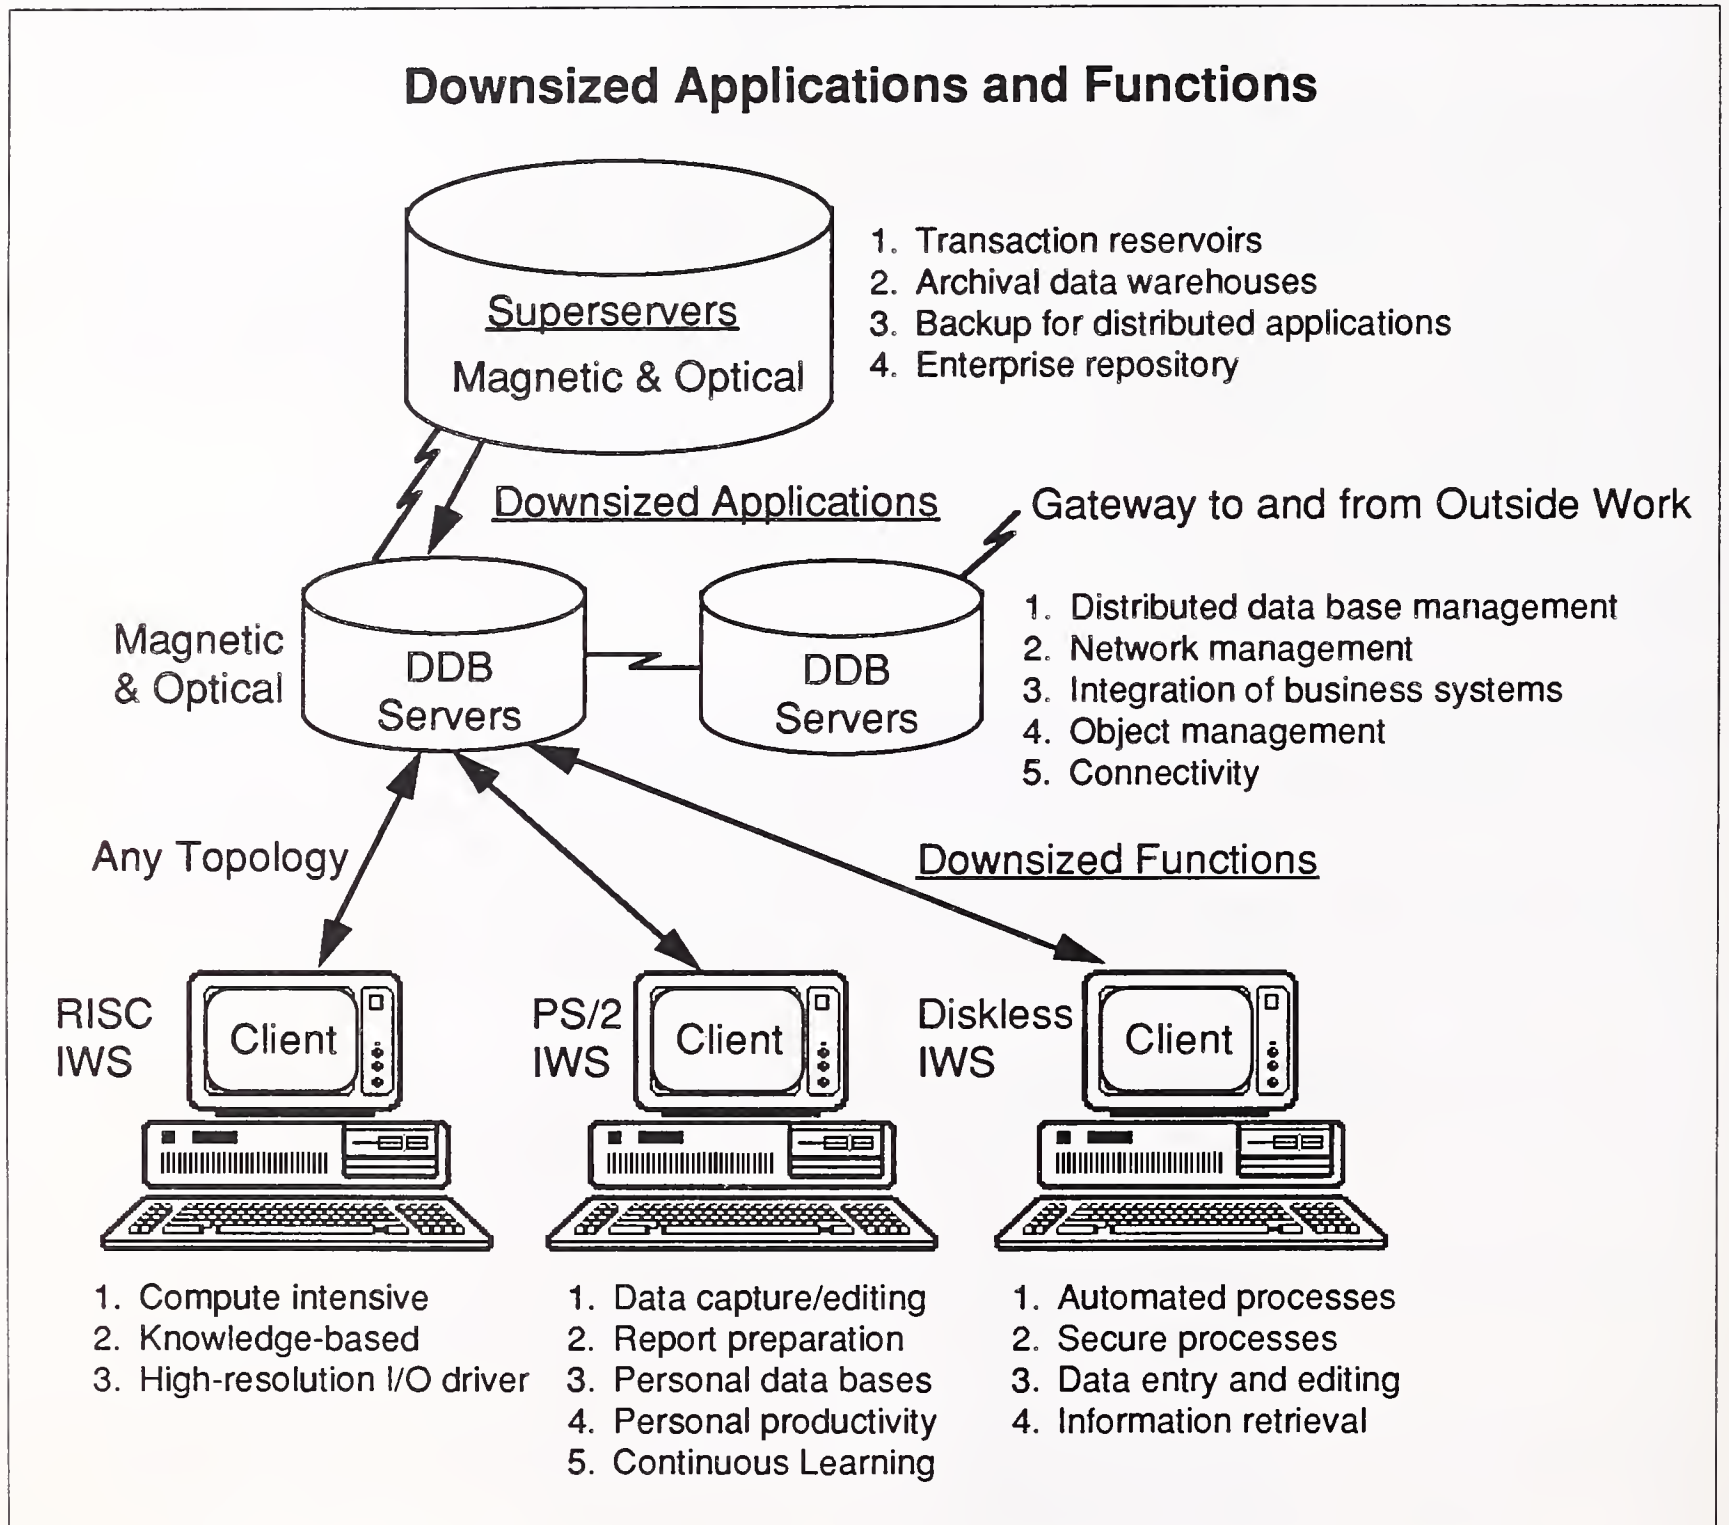 Downsized Applications and Functions
Superservers
Magnetic & Optical
1. Transaction reservoirs
2. Archival data warehouses
3. Backup for distributed applications
4. Enterprise repository
Downsized Applications
Gateway to and from Outside Work
Magnetic
& Optical
DDB
Servers
DDB
Servers
1. Distributed data base management
2. Network management
3. Integration of business systems
4. Object management
5. Connectivity
Any Topology
Downsized Functions
RISC
IWS
Client
PS/2
IWS
Client
Diskless
IWS
Client
1. Compute intensive
2. Knowledge-based
3. High-resolution I/O driver
1. Data capture/editing
2. Report preparation
3. Personal data bases
4. Personal productivity
5. Continuous Learning
1. Automated processes
2. Secure processes
3. Data entry and editing
4. Information retrieval